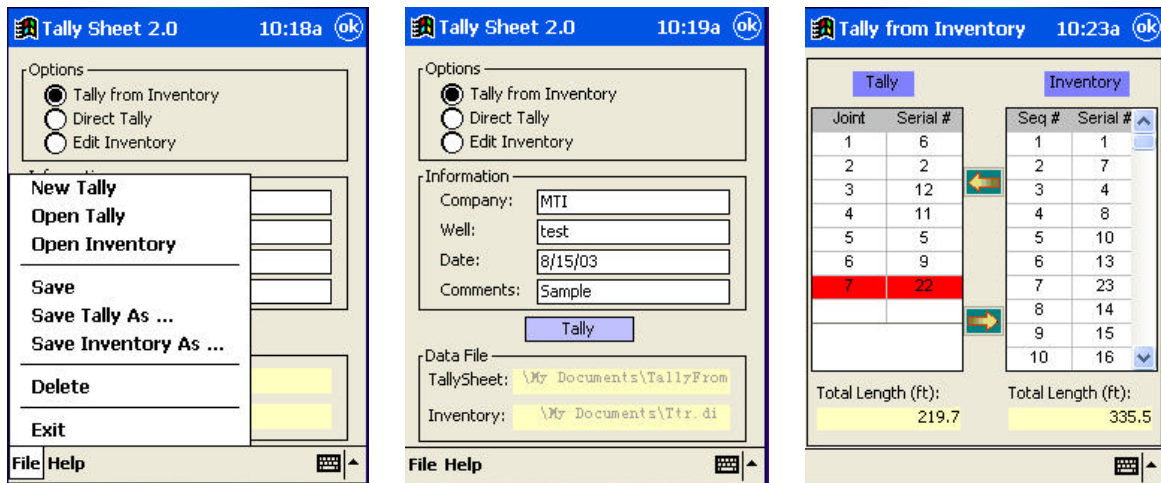 Tally Sheet 2.0 10:18a ok
Options
Tally from Inventory
Direct Tally
Edit Inventory
New Tally
Open Tally
Open Inventory
Save
Save Tally As ...
Save Inventory As ...
Delete
Exit
File Help
Tally Sheet 2.0 10:19a ok
Options
Tally from Inventory
Direct Tally
Edit Inventory
Information
Company: MTI
Well: test
Date: 8/15/03
Comments: Sample
Tally
Data File
TallySheet: \My Documents\TallyFrom
Inventory: \My Documents\Ttr.di
File Help
Tally from Inventory 10:23a ok
Tally Inventory
Joint Serial # Seq # Serial #
1 6 1 1
2 2 2 7
3 12 3 4
4 11 4 8
5 5 5 10
6 9 6 13
7 22 7 23
8 14
9 15
10 16
Total Length (ft): Total Length (ft):
219.7 335.5